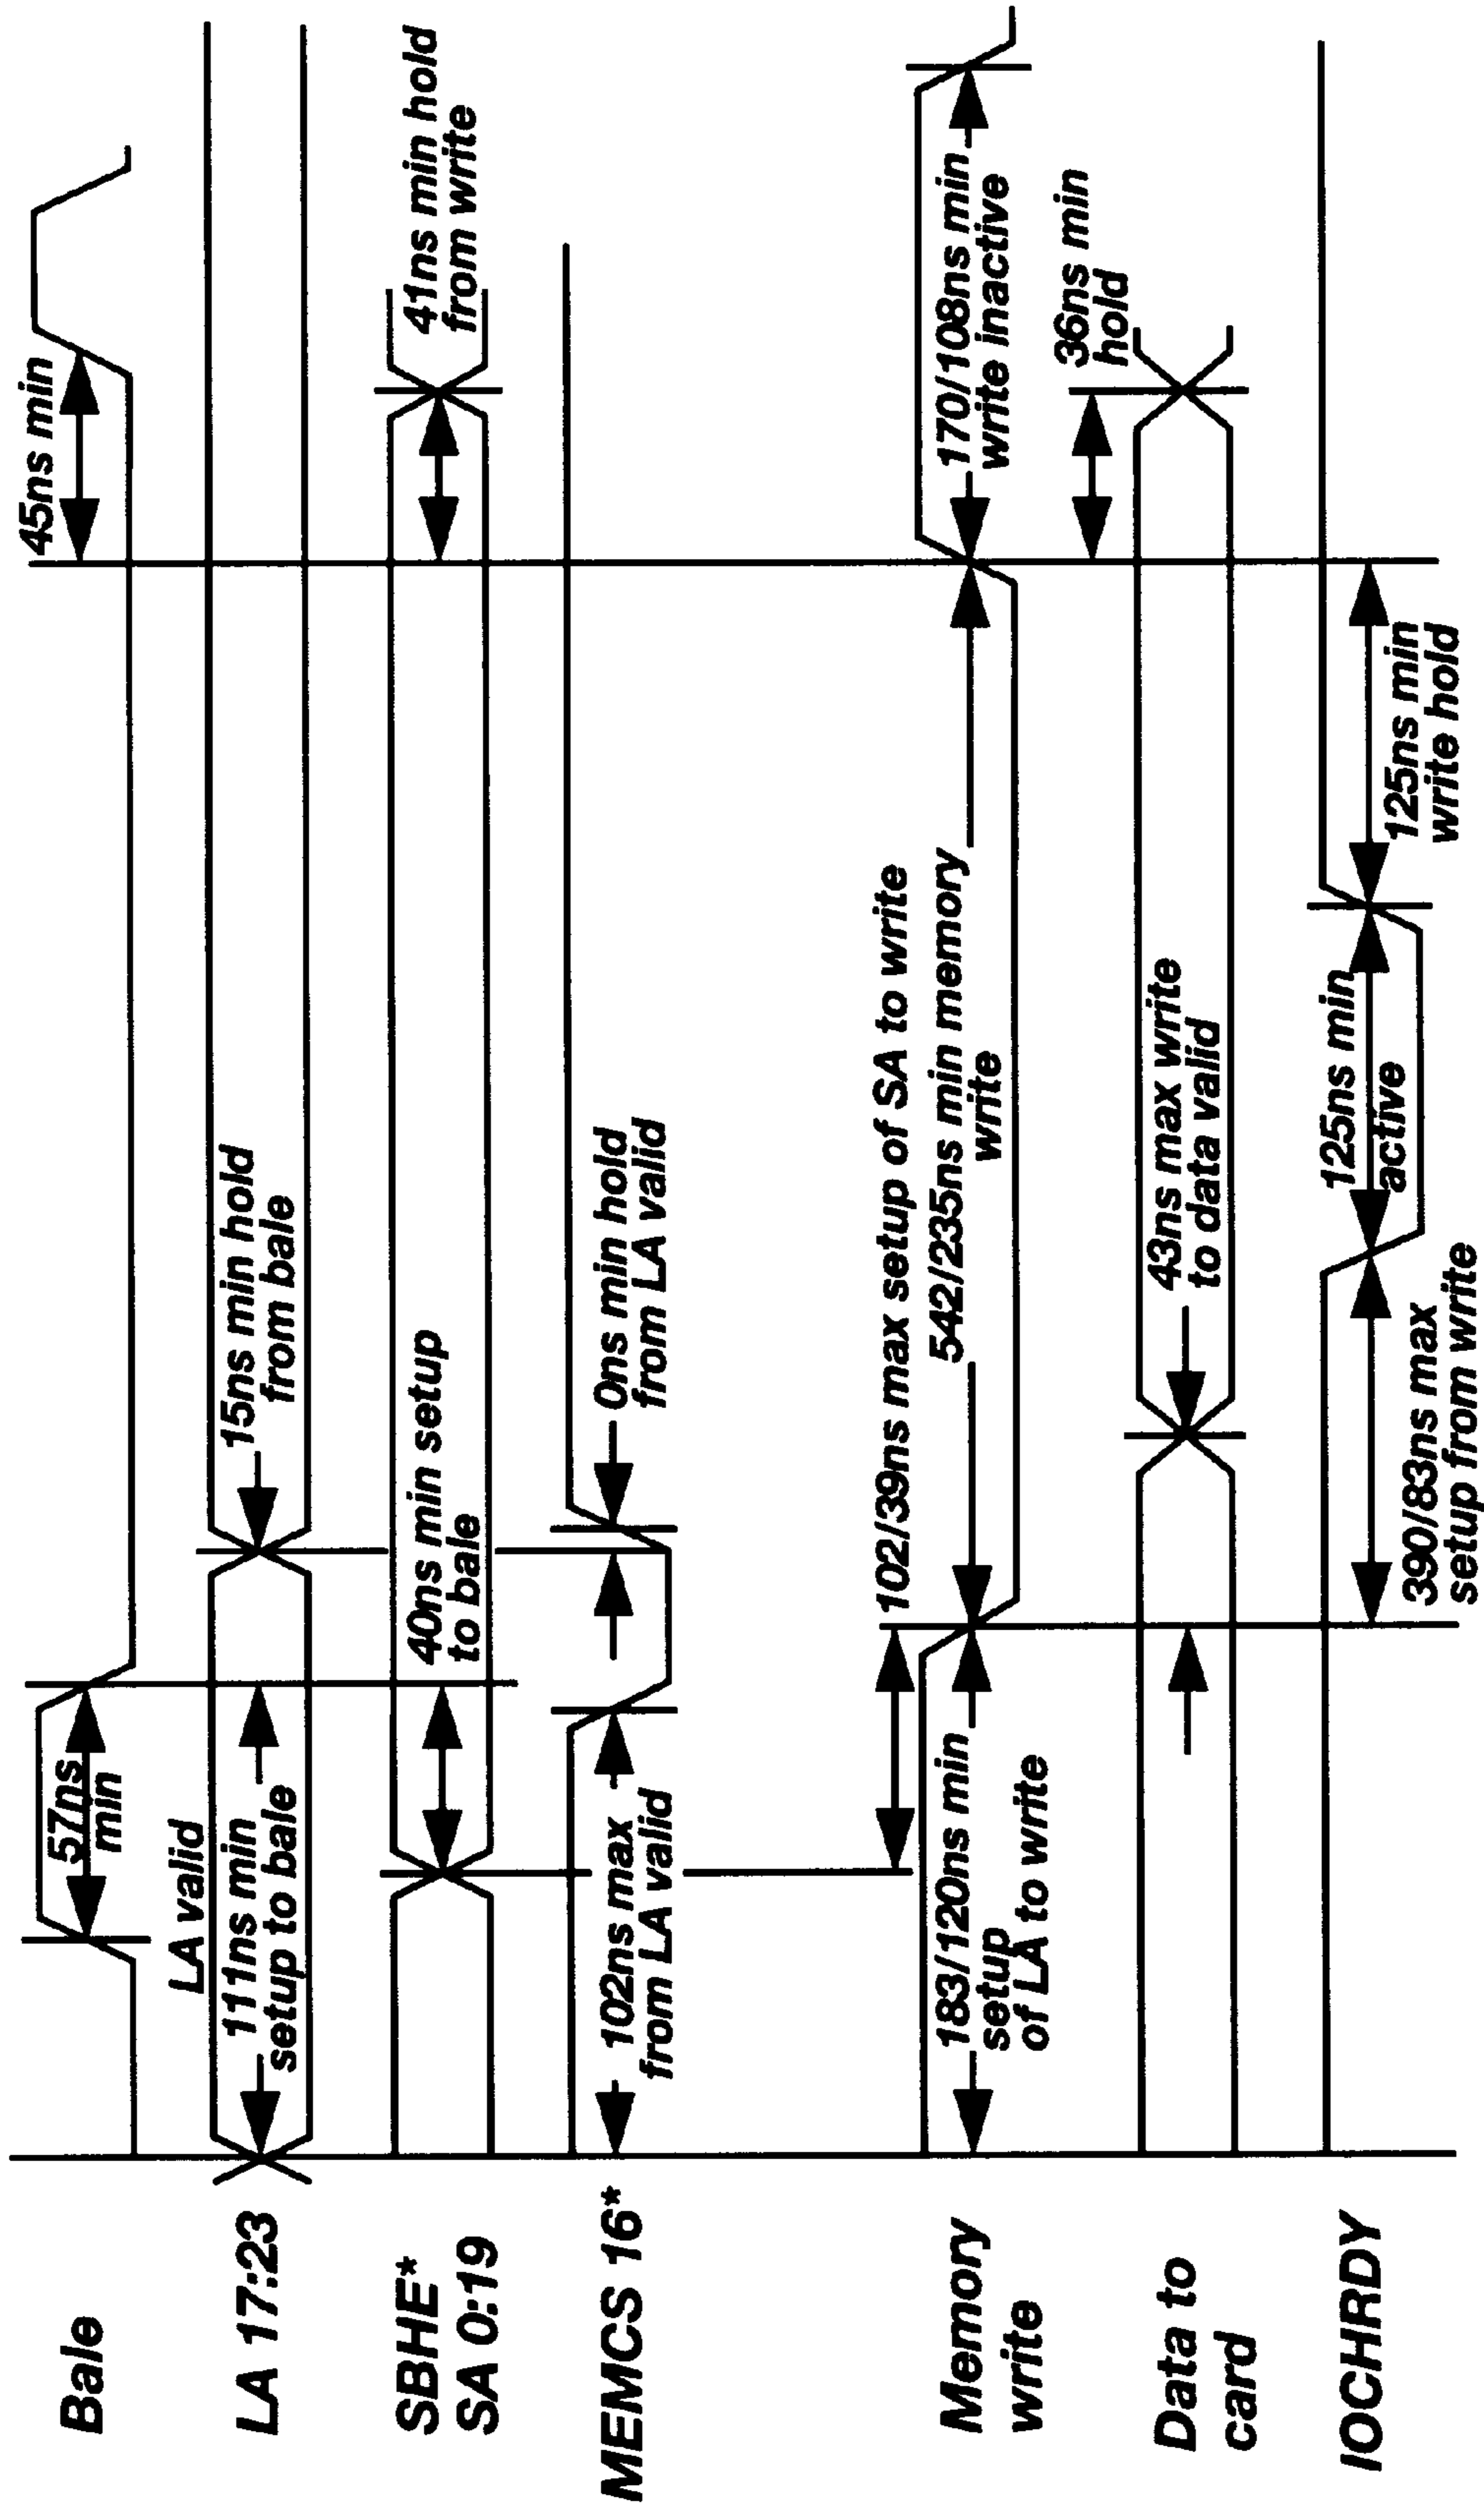 Bale
57ns
min
45ns min
LA 17:23
LA valid
111ns min
setup to bale
15ns min hold
from bale
SBHE*
SA 0:19
40ns min setup
to bale
41ns min hold
from write
MEMCS 16*
102ns max
from LA valid
0ns min hold
from LA valid
102/39ns max setup of SA to write
Memory
write
183/120ns min
setup
of LA to write
542/235ns min memory
write
170/108ns min
write inactive
36ns min
hold
Data to
card
43ns max write
to data valid
IOCHRDY
390/83ns max
setup from write
125ns min
active
125ns min
write hold